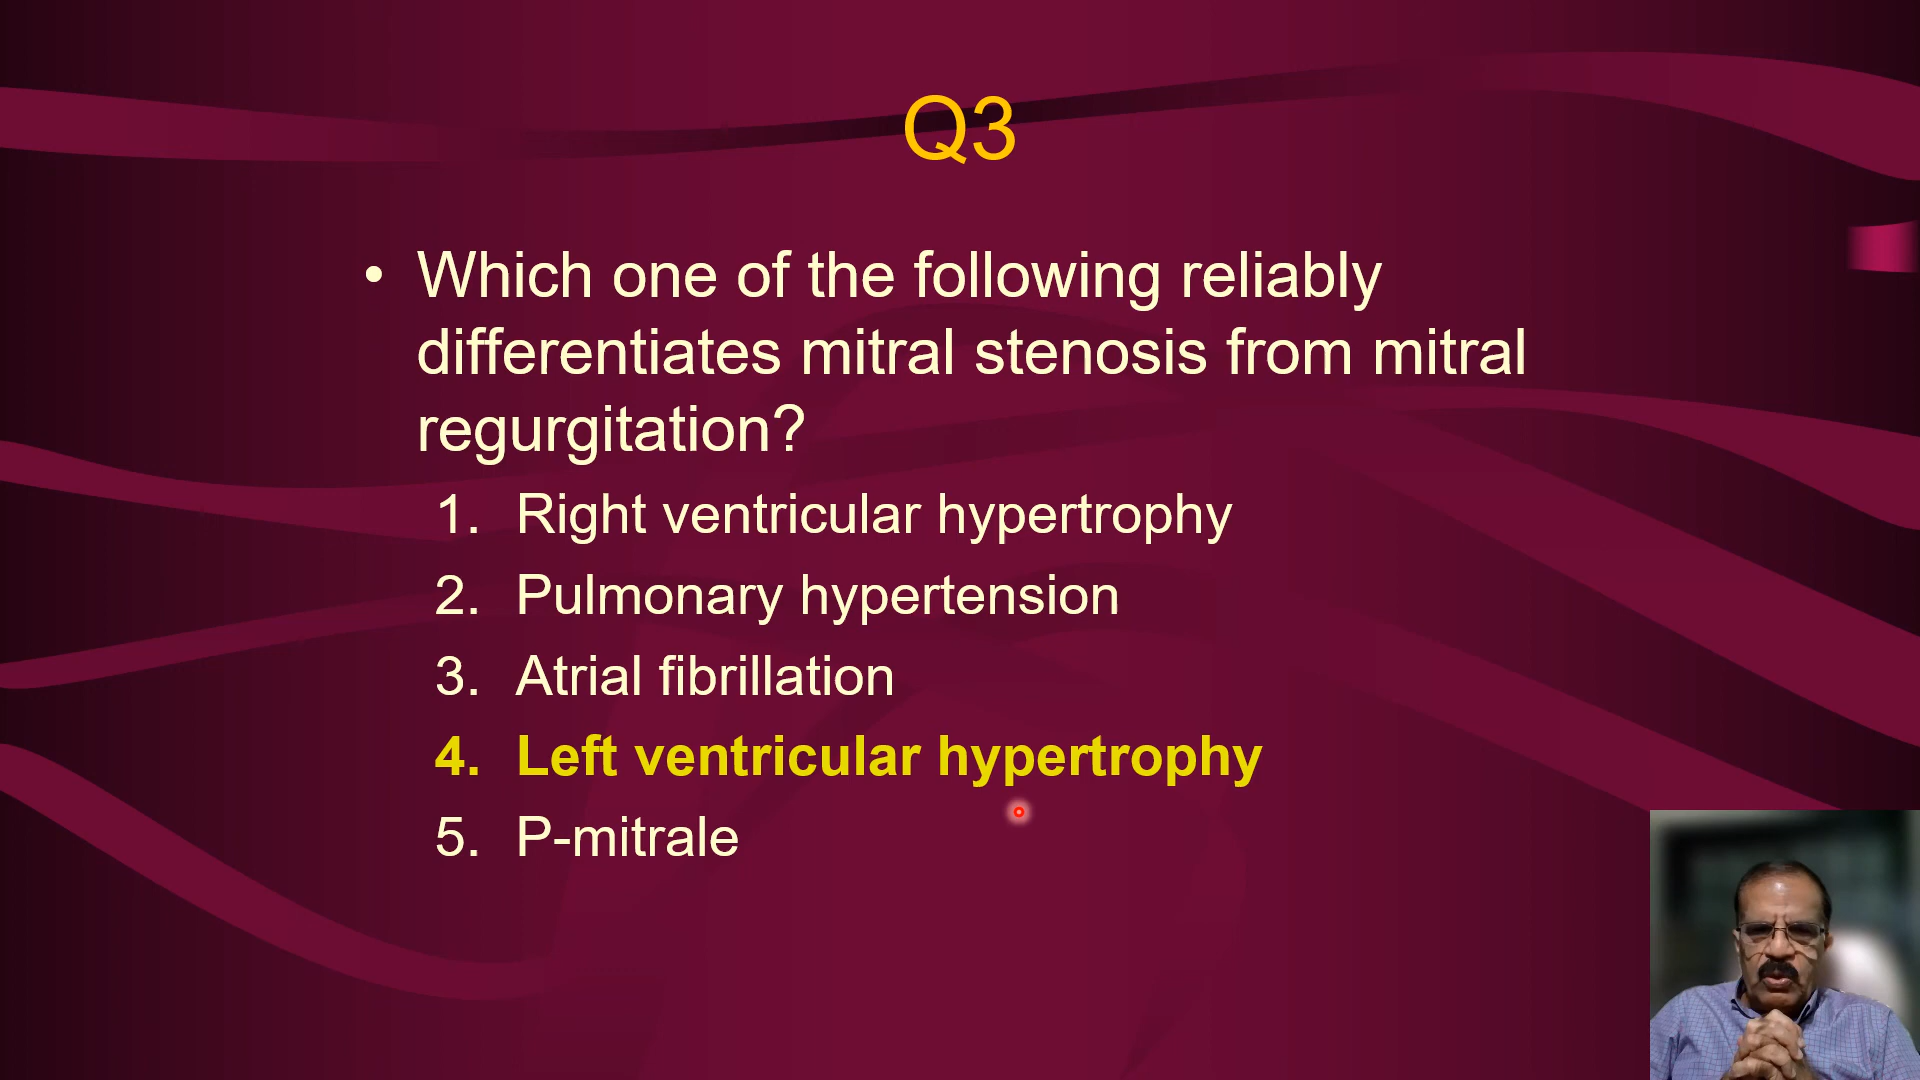 Q3
• Which one of the following reliably
differentiates mitral stenosis from mitral
regurgitation?
1. Right ventricular hypertrophy
2. Pulmonary hypertension
3. Atrial fibrillation
4. Left ventricular hypertrophy
5. P-mitrale